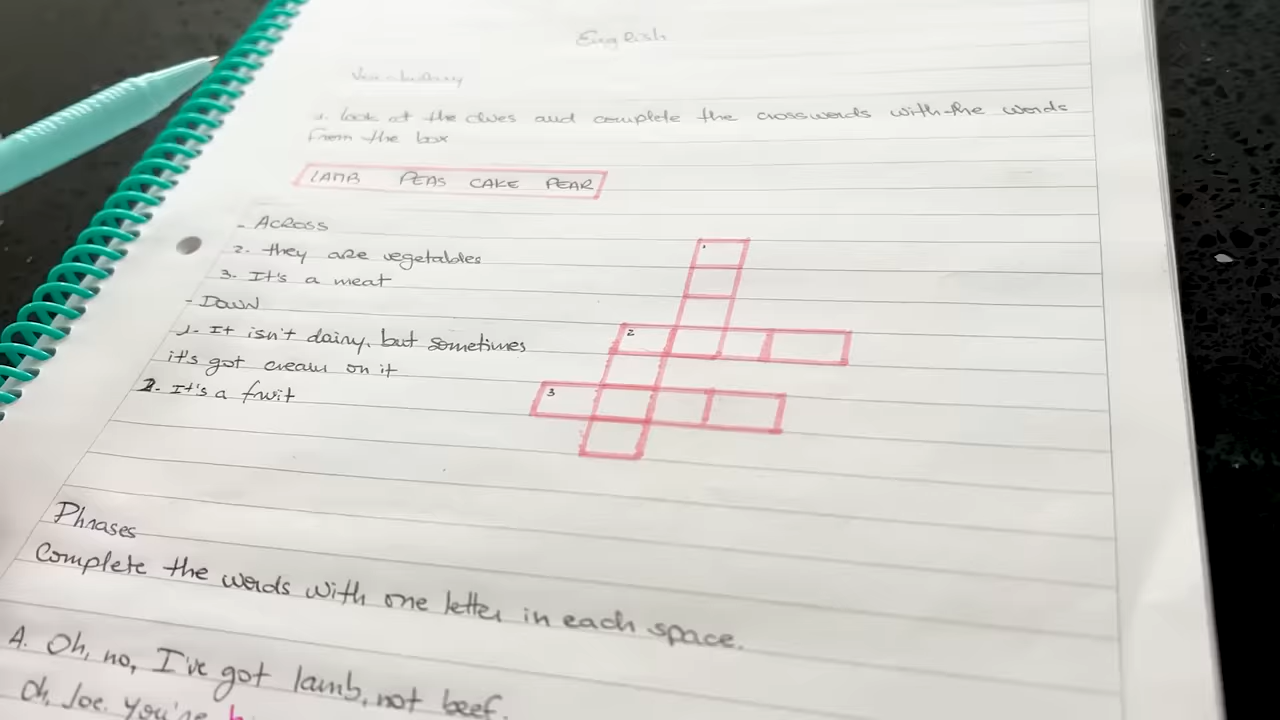 English
Vocabulary
1. look at the clues and complete the crosswords with the words
from the box
LAMB PEAS CAKE PEAR
- ACROSS
2. they are vegetables
3. It's a meat
- DOWN
1. It isn't dairy, but sometimes
it's got cream on it
2. It's a fruit
1
2
3
Phrases
Complete the words with one letter in each space.
A. Oh, no, I've got lamb, not beef.
Oh, Joe. you're